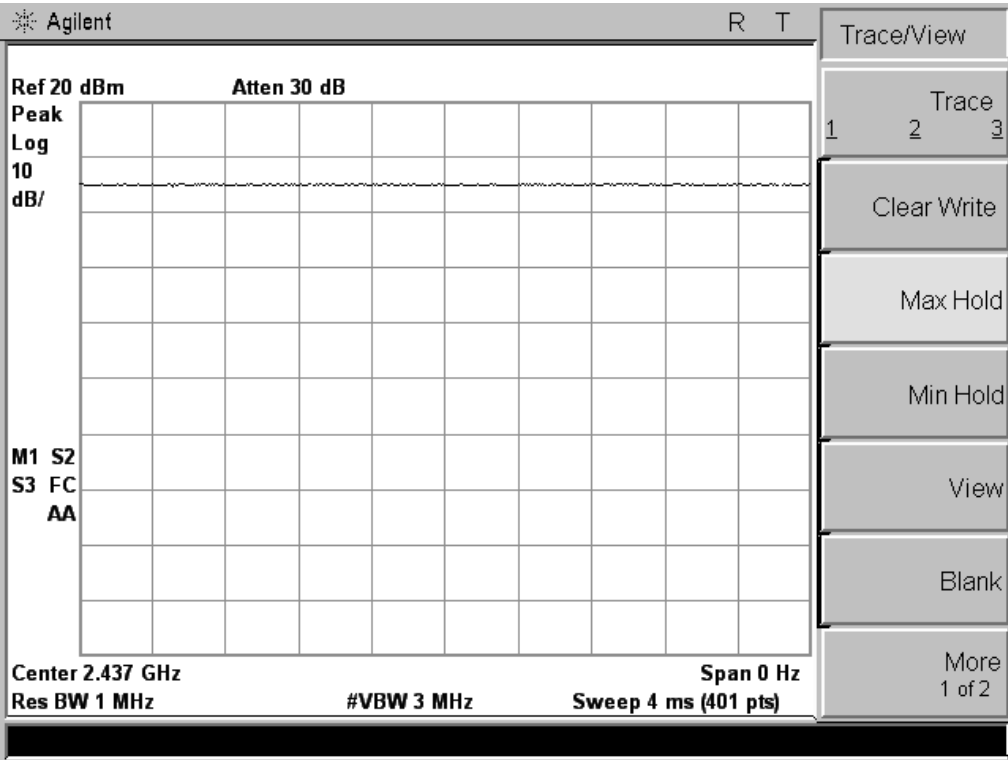 Agilent R T
Ref 20 dBm Atten 30 dB
Peak
Log
10
dB/
M1 S2
S3 FC
AA
Center 2.437 GHz Span 0 Hz
Res BW 1 MHz #VBW 3 MHz Sweep 4 ms (401 pts)
Trace/View
Trace
1 2 3
Clear Write
Max Hold
Min Hold
View
Blank
More
1 of 2